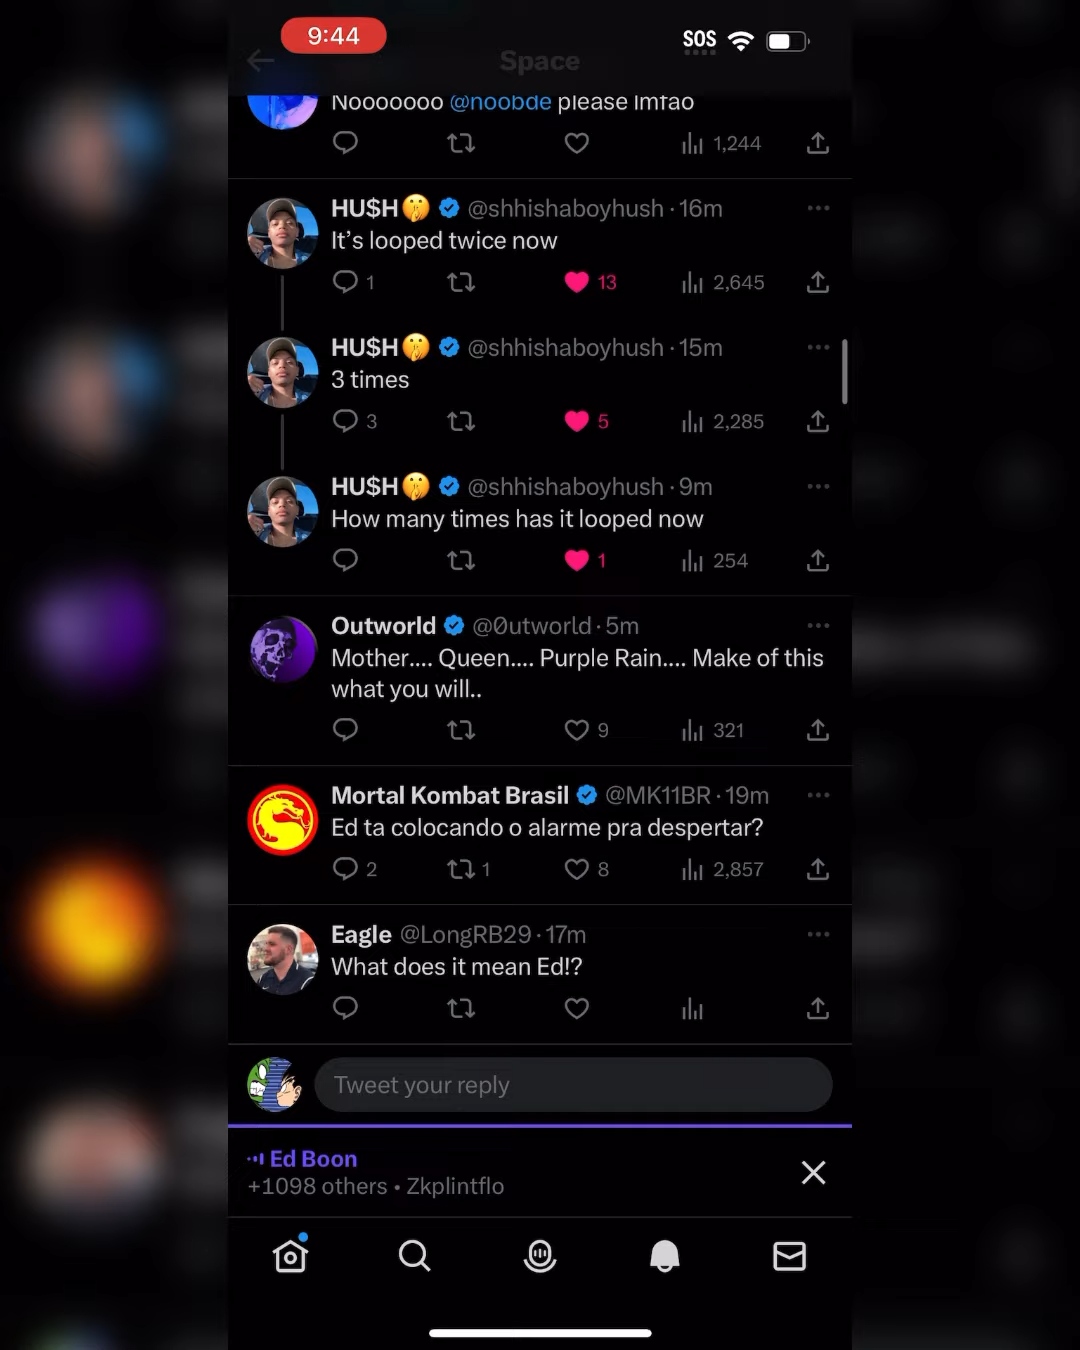 9:44
SOS
Space
Nooooooo @noobde please lmfao
1,244
HU$H🤫 @shhishaboyhush · 16m
It's looped twice now
1 13 2,645
HU$H🤫 @shhishaboyhush · 15m
3 times
3 5 2,285
HU$H🤫 @shhishaboyhush · 9m
How many times has it looped now
1 254
Outworld @0utworld · 5m
Mother.... Queen.... Purple Rain.... Make of this
what you will..
9 321
Mortal Kombat Brasil @MK11BR · 19m
Ed ta colocando o alarme pra despertar?
2 1 8 2,857
Eagle @LongRB29 · 17m
What does it mean Ed!?
Tweet your reply
Ed Boon
+1098 others • Zkplintflo